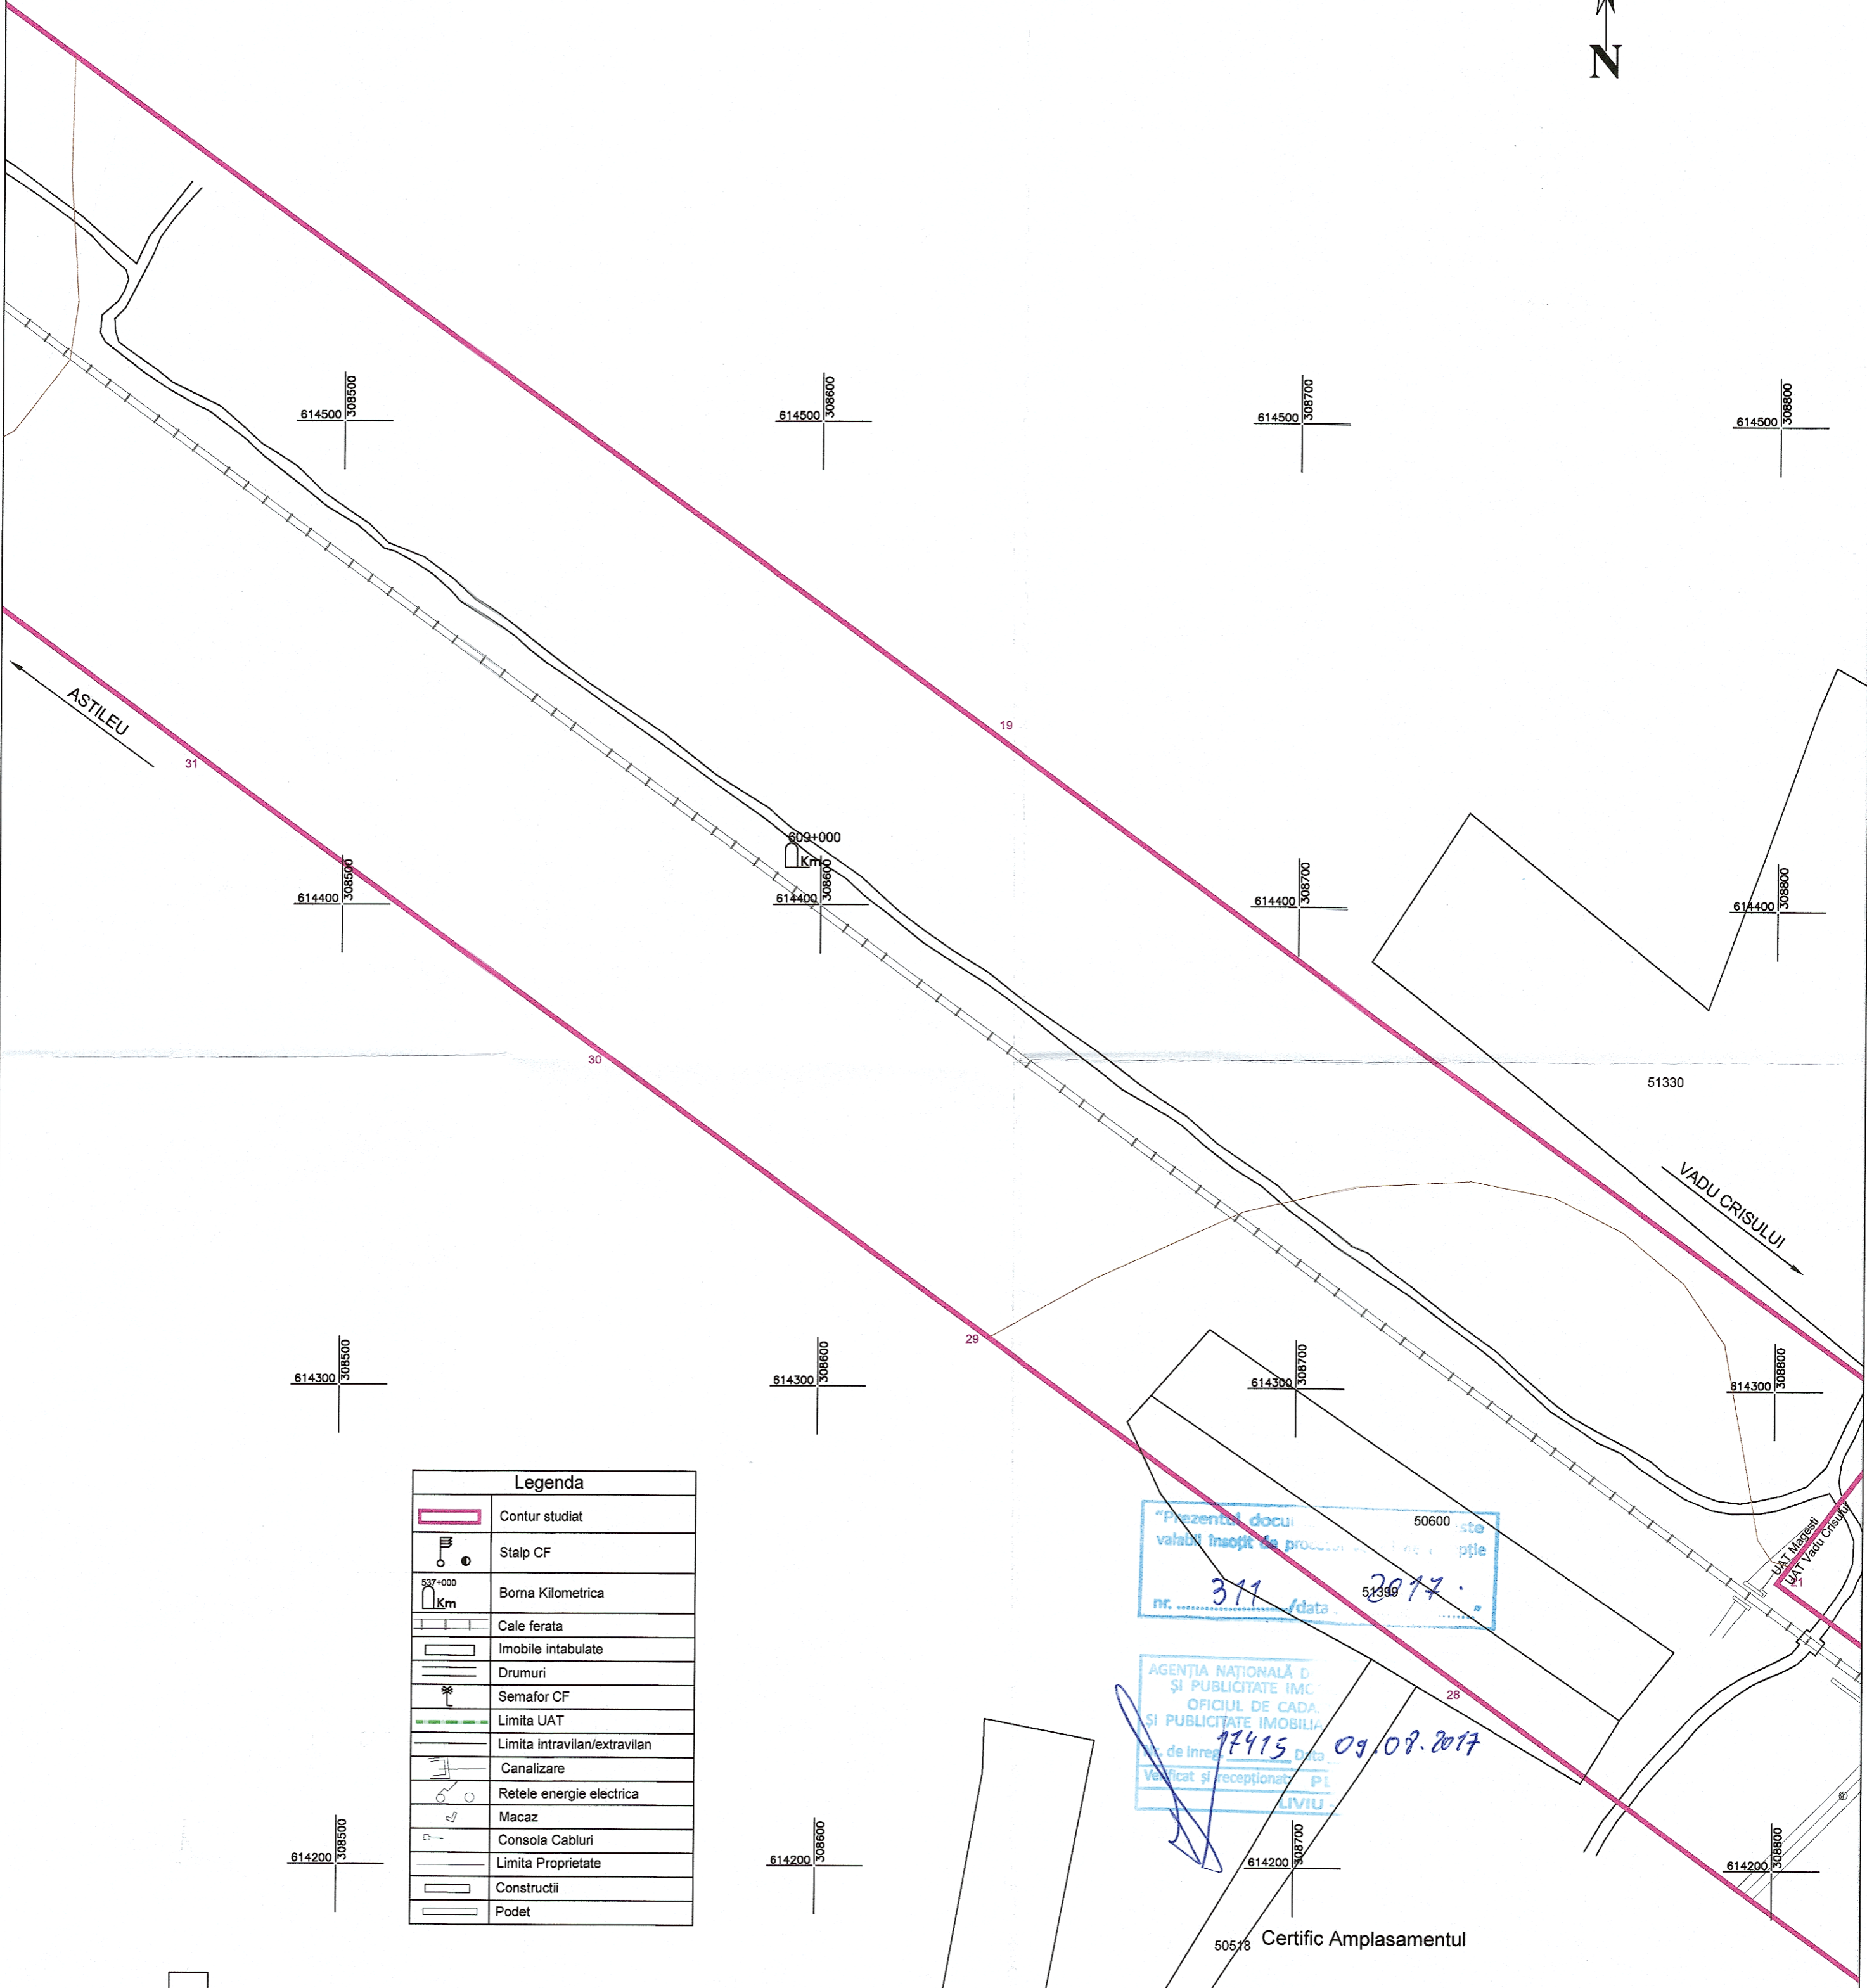 N
614500 308500
614500 308600
614500 308700
614500 308800
ASTILEU
31
19
609+000
Km
614400 308500
614400 308600
614400 308700
614400 308800
30
51330
VADU CRISULUI
29
614300 308500
614300 308600
614300 308700
614300 308800
Legenda
Contur studiat
Stalp CF
537+000
Km
Borna Kilometrica
Cale ferata
Imobile intabulate
Drumuri
Semafor CF
Limita UAT
Limita intravilan/extravilan
Canalizare
Retele energie electrica
Macaz
Consola Cabluri
Limita Proprietate
Constructii
Podet
"Prezentul docu ste
valabil însoțit de pție
nr. 311 /data 2017. "
50600
51399
UAT Magesti
UAT Vadu Crisului
21
AGENȚIA NAȚIONALĂ D
ȘI PUBLICITATE IMO
OFICIUL DE CADA
ȘI PUBLICITATE IMOBILIA
de inreg. 17415 Data 09.08.2017
Verificat și recepționat
LIVIU
28
614200 308500
614200 308600
614200 308700
614200 308800
50518
Certific Amplasamentul